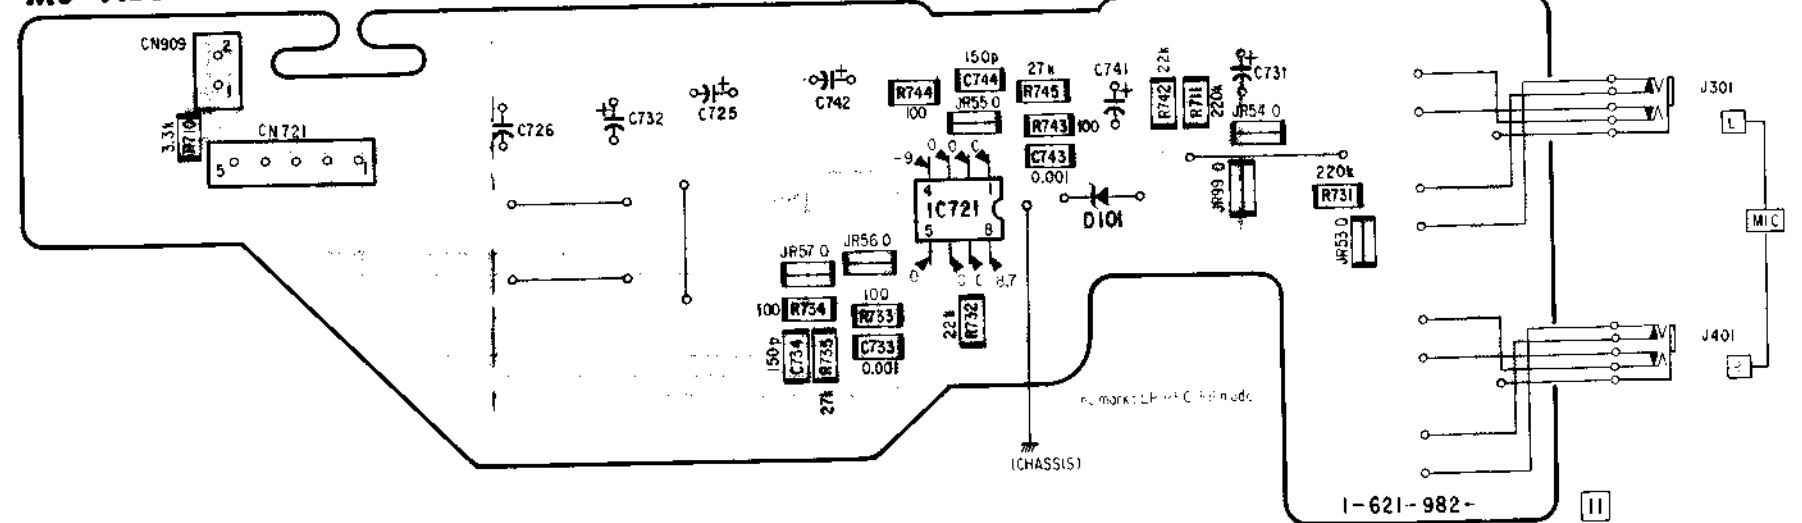 CN909
2
1
3.3k
R710
CN721
5
1
C726
C732
C725
C742
R744
100
150p
C744
JR55 0
27k
R745
R743 100
C743
0.001
C741
22k
R742
R711
220k
C731
JR54 0
JR99 0
220k
R731
JR53 0
-9 0 0 0
4 1
IC721
5 8
0 0 0 8.7
D101
JR57 0
JR56 0
100 R734
100
R733
C733
0.001
150p
C734
R735
27k
22k
R732
(CHASSIS)
J301
L
MIC
J401
R
1-621-982-
11